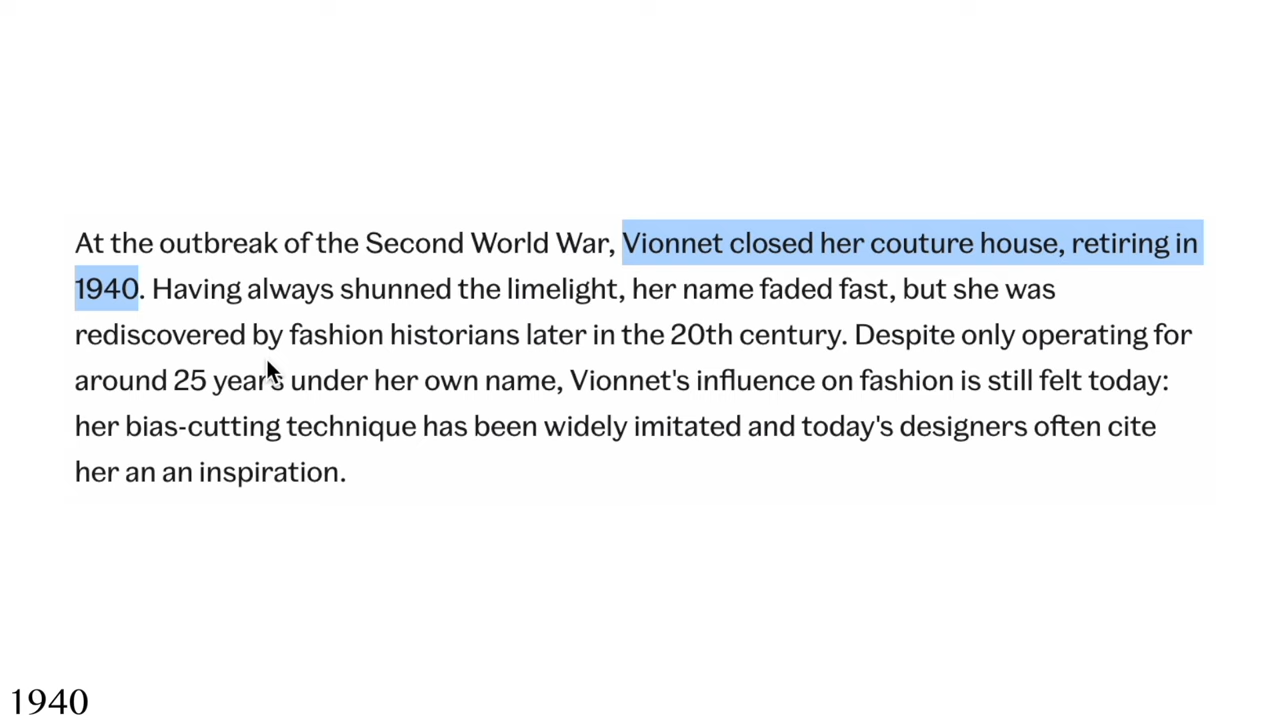 At the outbreak of the Second World War, Vionnet closed her couture house, retiring in
1940. Having always shunned the limelight, her name faded fast, but she was
rediscovered by fashion historians later in the 20th century. Despite only operating for
around 25 years under her own name, Vionnet's influence on fashion is still felt today:
her bias-cutting technique has been widely imitated and today's designers often cite
her an an inspiration.
1940